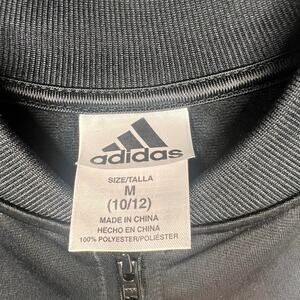 adidas
SIZE/TALLA
M
(10/12)
MADE IN CHINA
HECHO EN CHINA
100% POLYESTER/POLIÉSTER